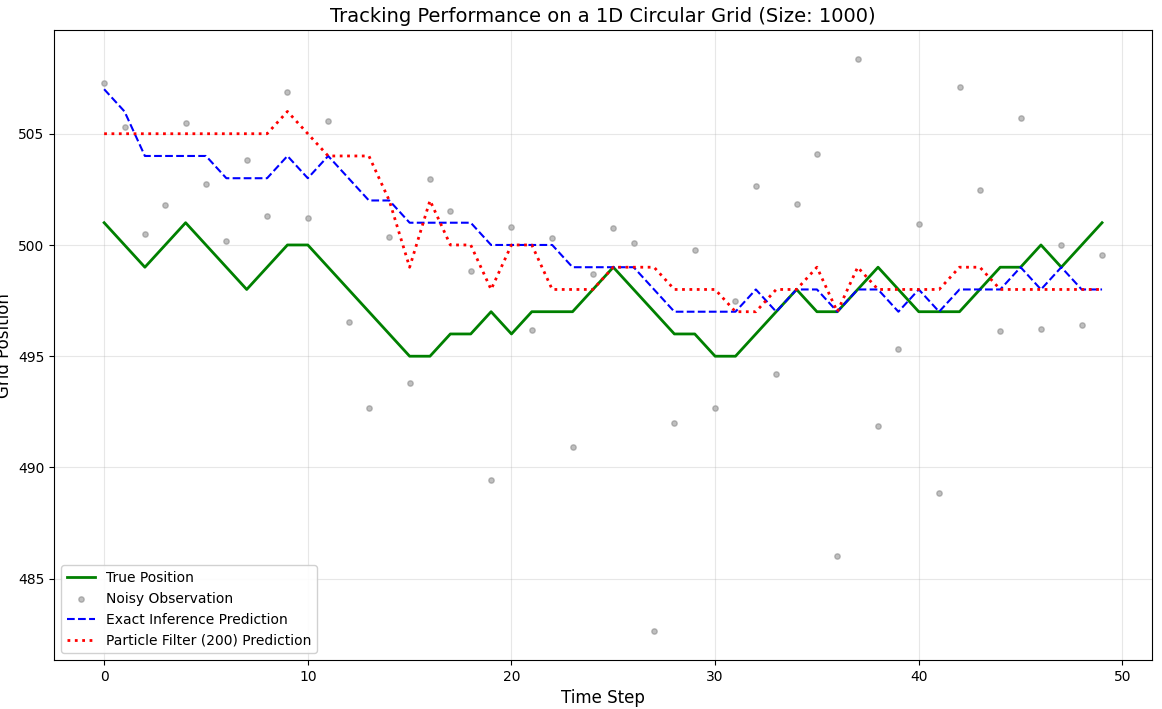 Tracking Performance on a 1D Circular Grid (Size: 1000)
505
500
495
490
485
Grid Position
True Position
Noisy Observation
Exact Inference Prediction
Particle Filter (200) Prediction
0 10 20 30 40 50
Time Step